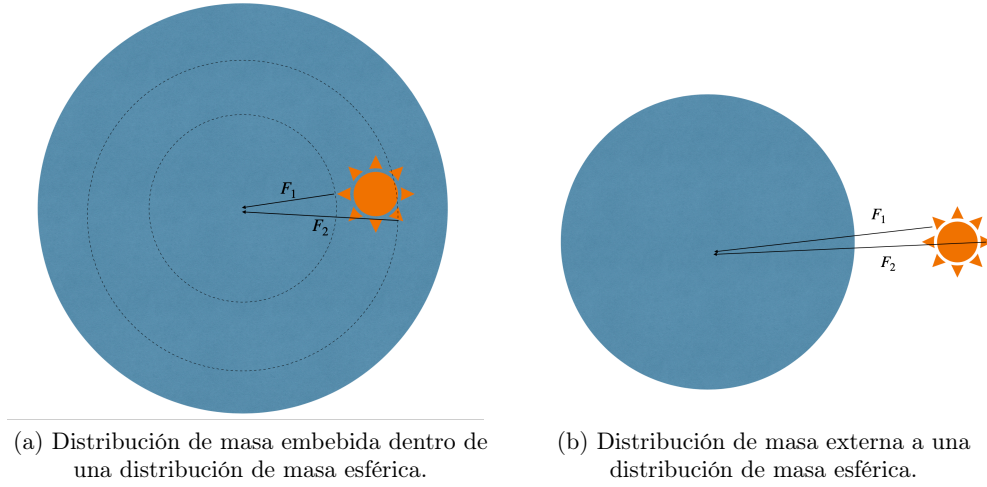 F₁
F₂
F₁
F₂
(a) Distribución de masa embebida dentro de
una distribución de masa esférica.
(b) Distribución de masa externa a una
distribución de masa esférica.